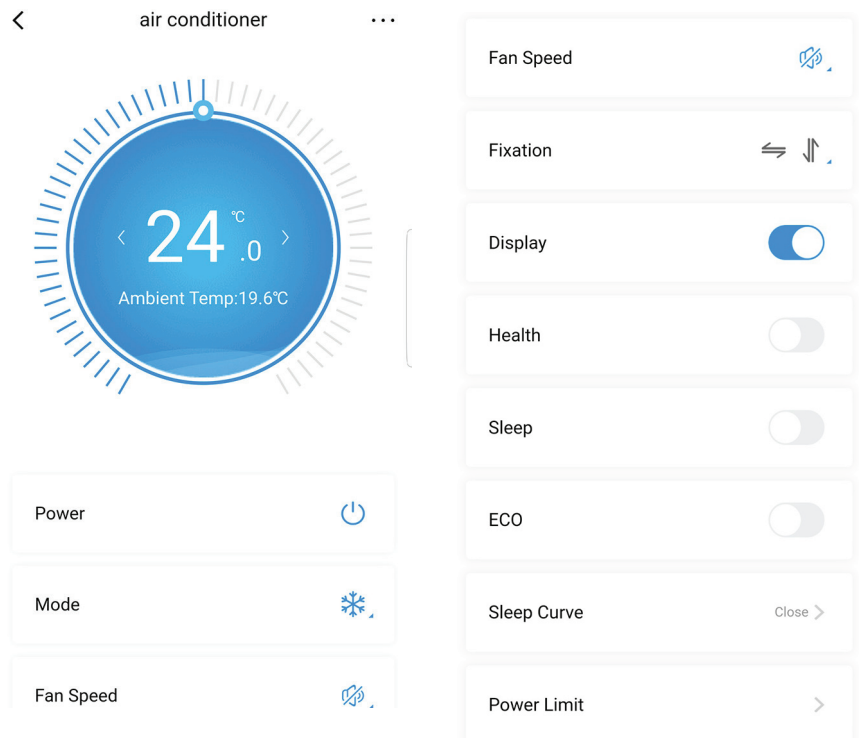 air conditioner
24.0℃
Ambient Temp:19.6℃
Power
Mode
Fan Speed
Fan Speed
Fixation
Display
Health
Sleep
ECO
Sleep Curve Close
Power Limit